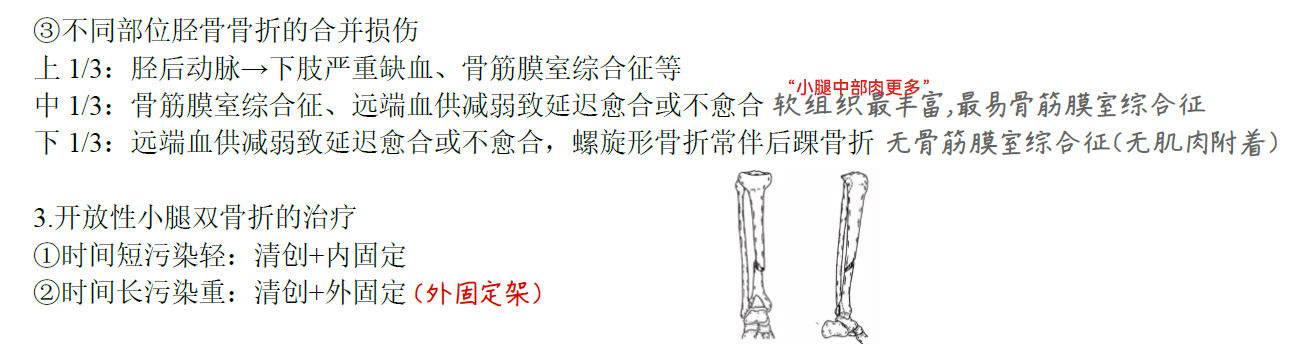 ③不同部位胫骨骨折的合并损伤
上 1/3：胫后动脉→下肢严重缺血、骨筋膜室综合征等
“小腿中部肉更多”
中 1/3：骨筋膜室综合征、远端血供减弱致延迟愈合或不愈合 软组织最丰富,最易骨筋膜室综合征
下 1/3：远端血供减弱致延迟愈合或不愈合，螺旋形骨折常伴后踝骨折 无骨筋膜室综合征(无肌肉附着)
3.开放性小腿双骨折的治疗
①时间短污染轻：清创+内固定
②时间长污染重：清创+外固定(外固定架)